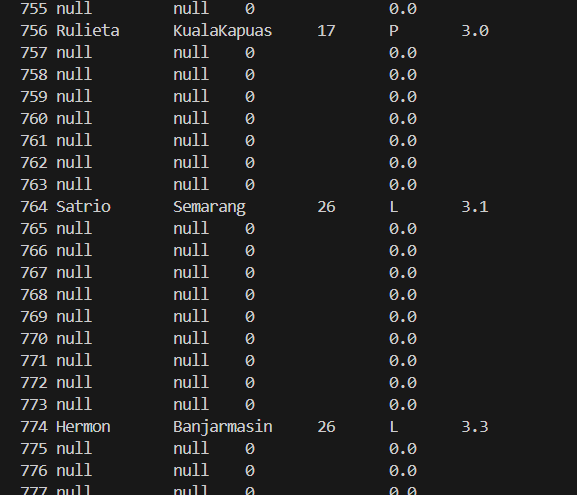 755 null null 0 0.0
756 Rulieta KualaKapuas 17 P 3.0
757 null null 0 0.0
758 null null 0 0.0
759 null null 0 0.0
760 null null 0 0.0
761 null null 0 0.0
762 null null 0 0.0
763 null null 0 0.0
764 Satrio Semarang 26 L 3.1
765 null null 0 0.0
766 null null 0 0.0
767 null null 0 0.0
768 null null 0 0.0
769 null null 0 0.0
770 null null 0 0.0
771 null null 0 0.0
772 null null 0 0.0
773 null null 0 0.0
774 Hermon Banjarmasin 26 L 3.3
775 null null 0 0.0
776 null null 0 0.0
777 null null 0 0.0